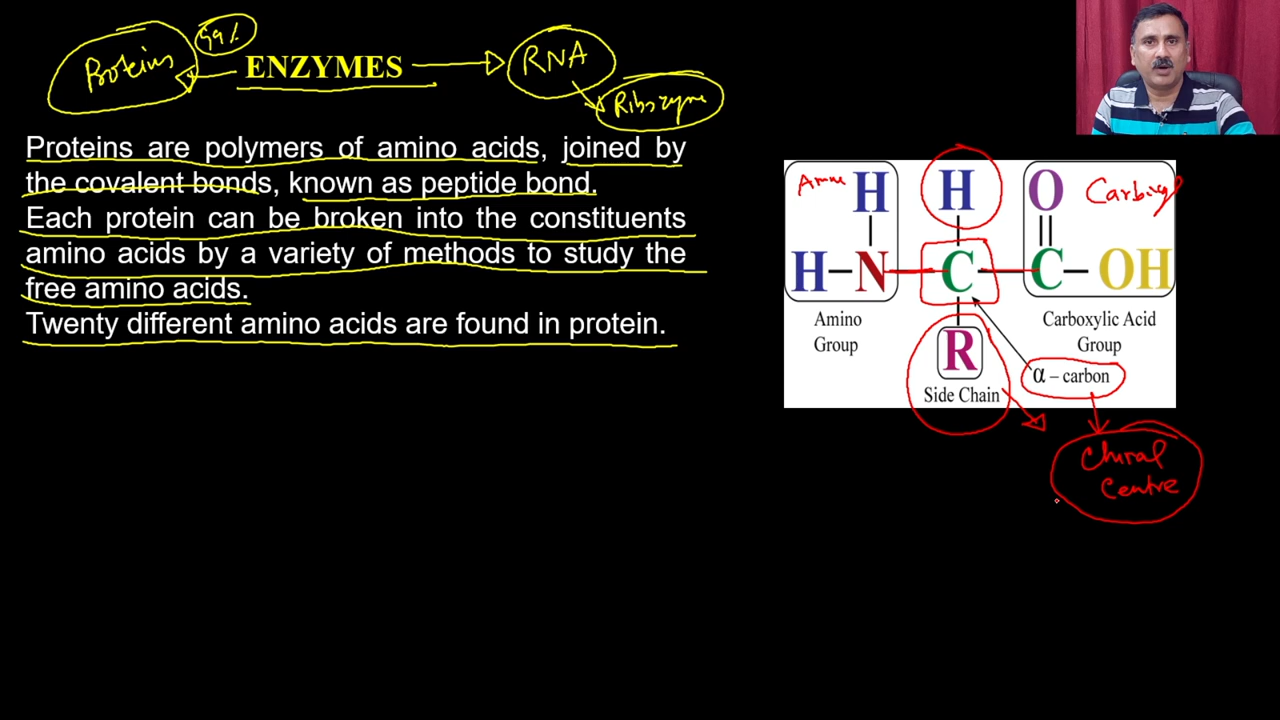 Proteins
99%
ENZYMES
RNA
Ribozyme
Proteins are polymers of amino acids, joined by
the covalent bonds, known as peptide bond.
Each protein can be broken into the constituents
amino acids by a variety of methods to study the
free amino acids.
Twenty different amino acids are found in protein.
H
H
O
H
N
C
C
OH
R
Amino
Group
Carboxylic Acid
Group
α – carbon
Side Chain
Chiral
Centre